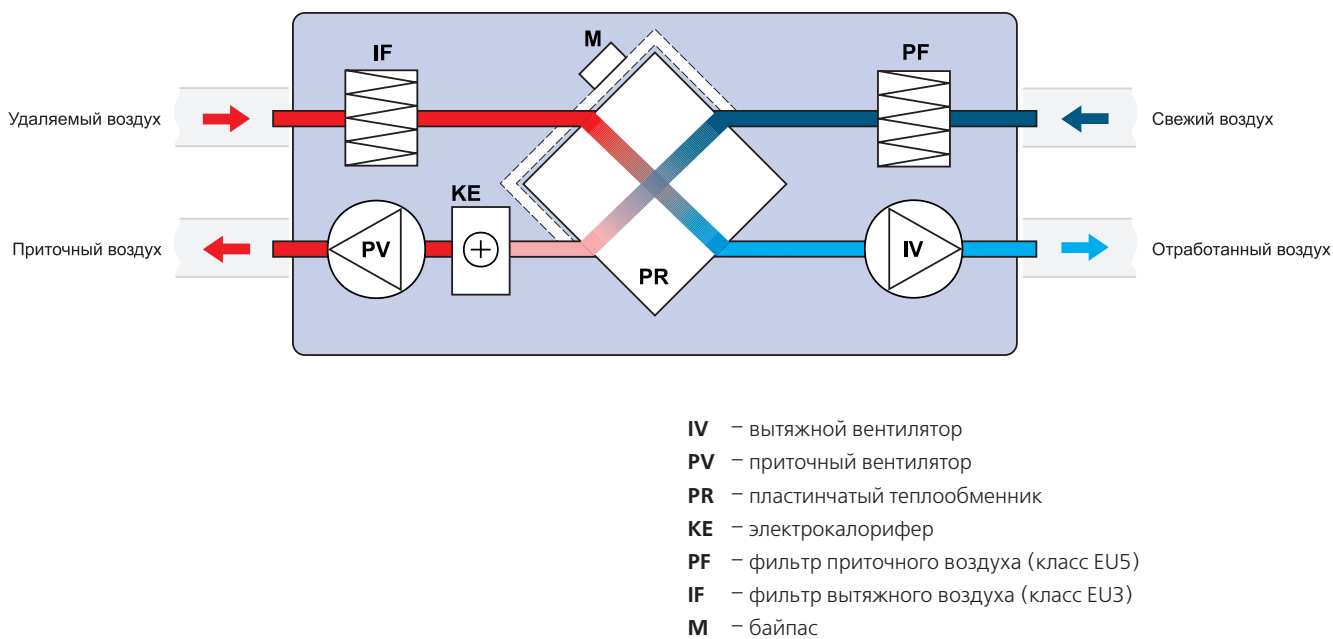 IF
M
PF
Удаляемый воздух
Свежий воздух
KE
Приточный воздух
PV
PR
IV
Отработанный воздух
IV – вытяжной вентилятор
PV – приточный вентилятор
PR – пластинчатый теплообменник
KE – электрокалорифер
PF – фильтр приточного воздуха (класс EU5)
IF – фильтр вытяжного воздуха (класс EU3)
M – байпас